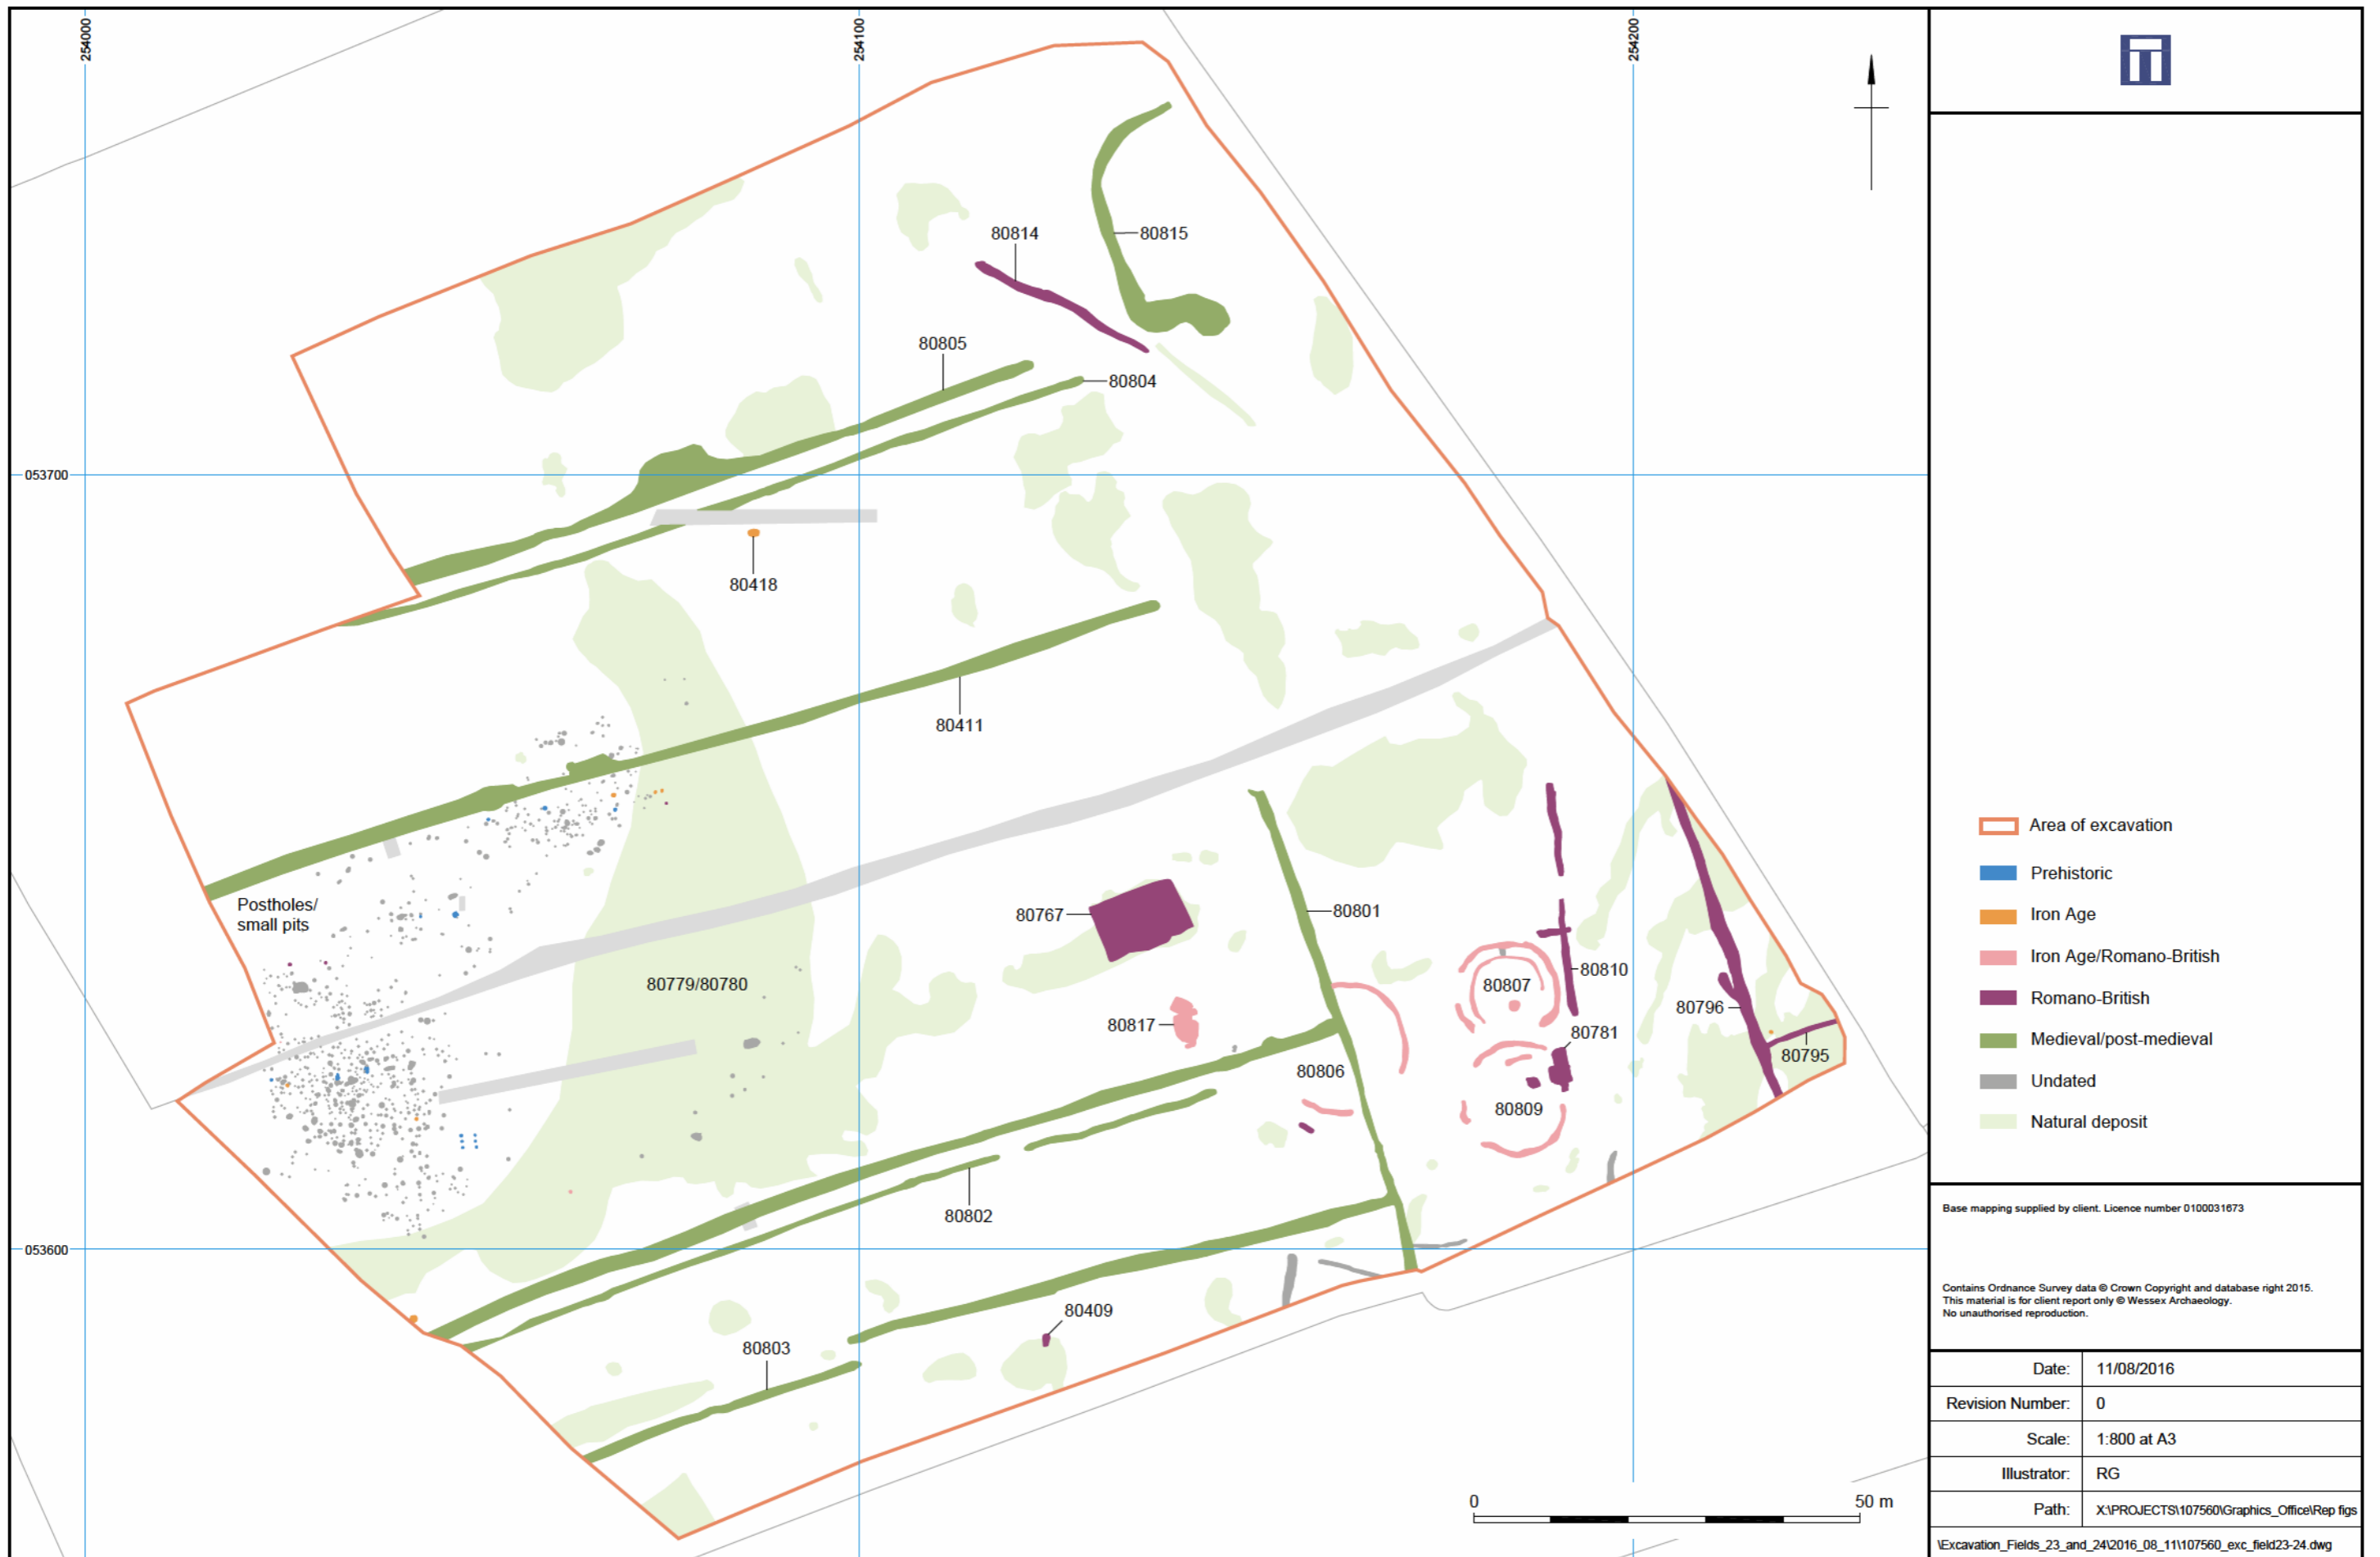 254000
254100
254200
80814
80815
80805
80804
053700
80418
80411
Postholes/
small pits
80767
80801
80779/80780
80807
80810
80817
80796
80781
80795
80806
80809
80802
053600
80409
80803
0
50 m
Area of excavation
Prehistoric
Iron Age
Iron Age/Romano-British
Romano-British
Medieval/post-medieval
Undated
Natural deposit
Base mapping supplied by client. Licence number 0100031673
Contains Ordnance Survey data © Crown Copyright and database right 2015.
This material is for client report only © Wessex Archaeology.
No unauthorised reproduction.
Date: 11/08/2016
Revision Number: 0
Scale: 1:800 at A3
Illustrator: RG
Path: X:\PROJECTS\107560\Graphics_Office\Rep figs
\Excavation_Fields_23_and_24\2016_08_11\107560_exc_field23-24.dwg